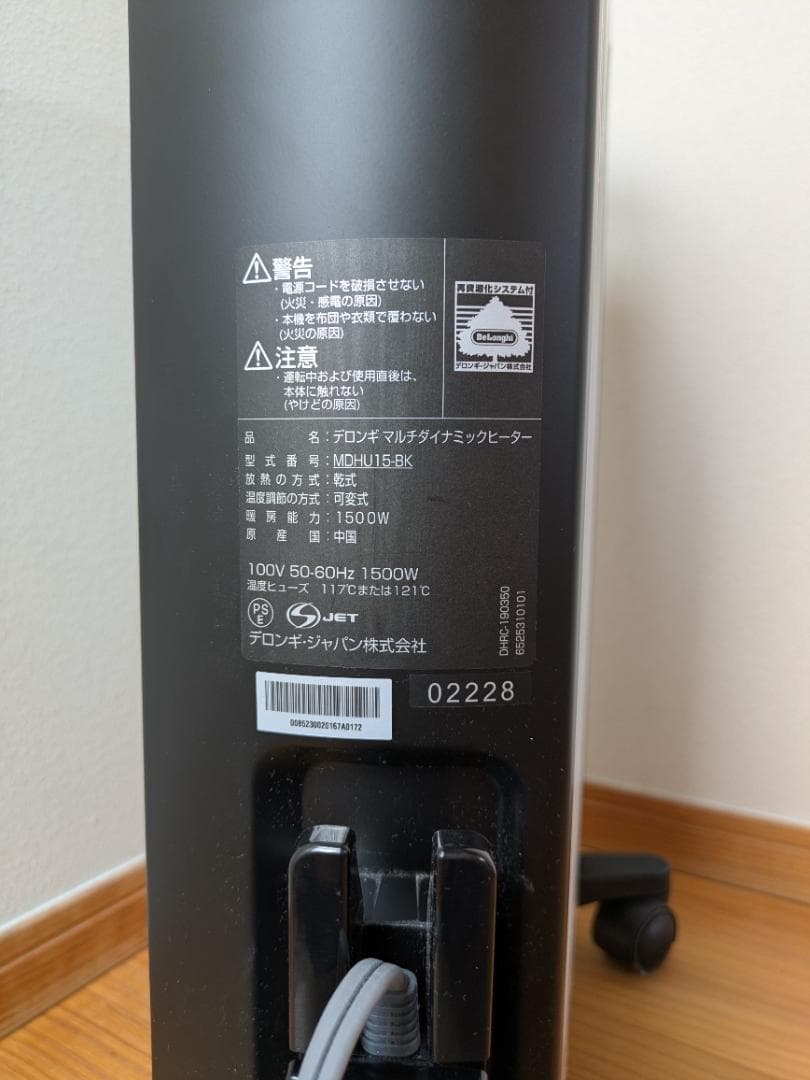 警告
・電源コードを破損させない
(火災・感電の原因)
・本機を布団や衣類で覆わない
(火災の原因)
注意
・運転中および使用直後は、
本体に触れない
(やけどの原因)
再資源化システム付
DeLonghi
デロンギ・ジャパン株式会社
品名：デロンギ マルチダイナミックヒーター
型式番号：MDHU15-BK
放熱の方式：乾式
温度調節の方式：可変式
暖房能力：1500W
原産国：中国
100V 50-60Hz 1500W
温度ヒューズ 117℃または121℃
PS
E
JET
デロンギ・ジャパン株式会社
DHRC-190350
6525310101
0085230020167A0172
02228